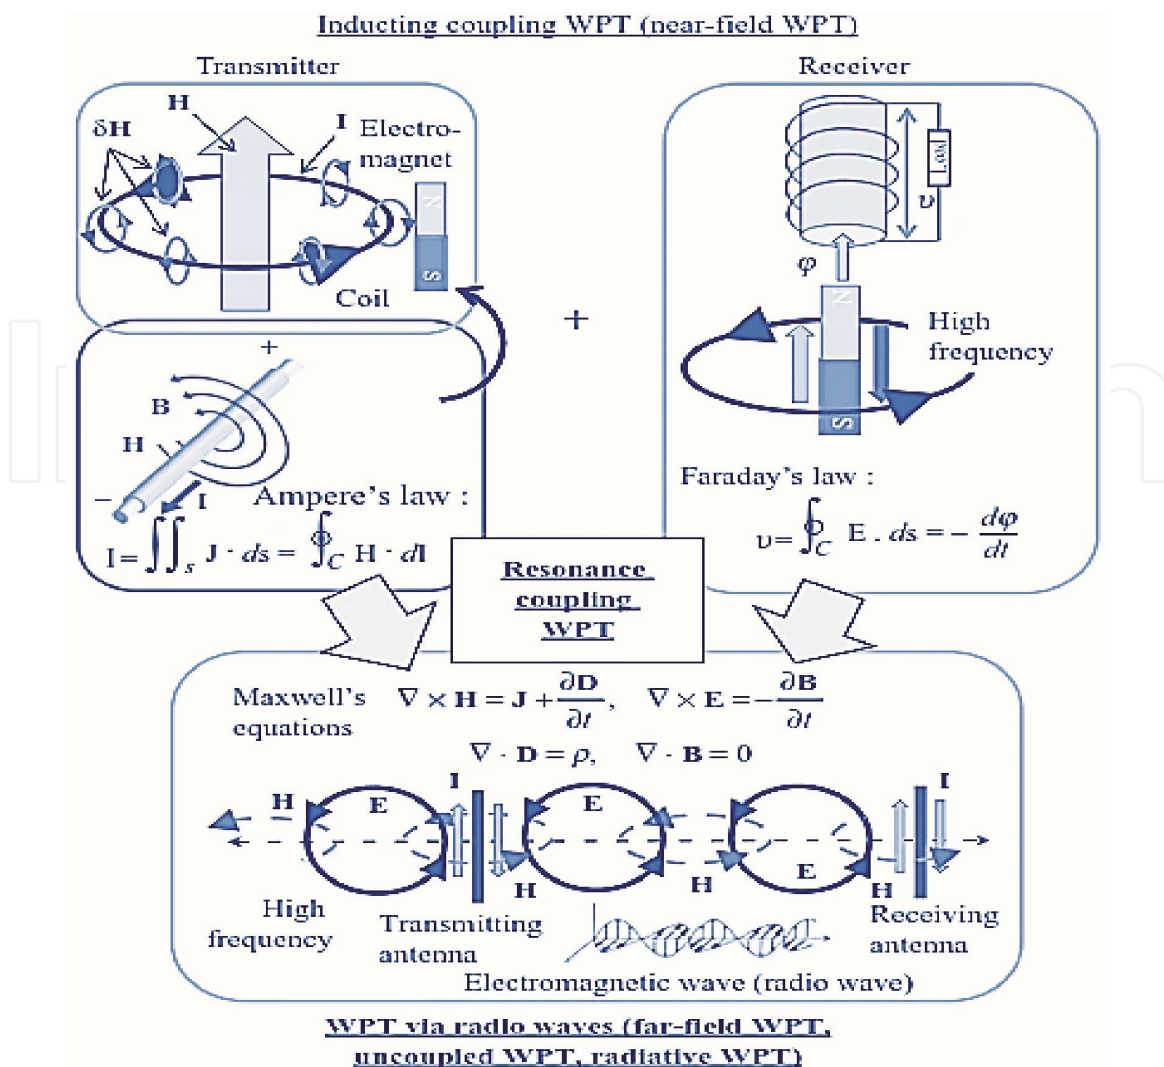 Inducting coupling WPT (near-field WPT)
Transmitter
Receiver
H
δH
I
Electro-
magnet
N
S
Coil
Load
υ
φ
N
S
High
frequency
+
+
B
H
−
I
Ampere's law :
I = ∬s J · ds = ∮C H · dl
Faraday's law :
υ = ∮C E . ds = − dφ/dt
Resonance
coupling
WPT
Maxwell's
equations
∇ × H = J + ∂D/∂t, ∇ × E = −∂B/∂t
∇ · D = ρ, ∇ · B = 0
H
E
I
E
I
H
H
E
H
High
frequency
Transmitting
antenna
Receiving
antenna
Electromagnetic wave (radio wave)
WPT via radio waves (far-field WPT,
uncoupled WPT, radiative WPT)